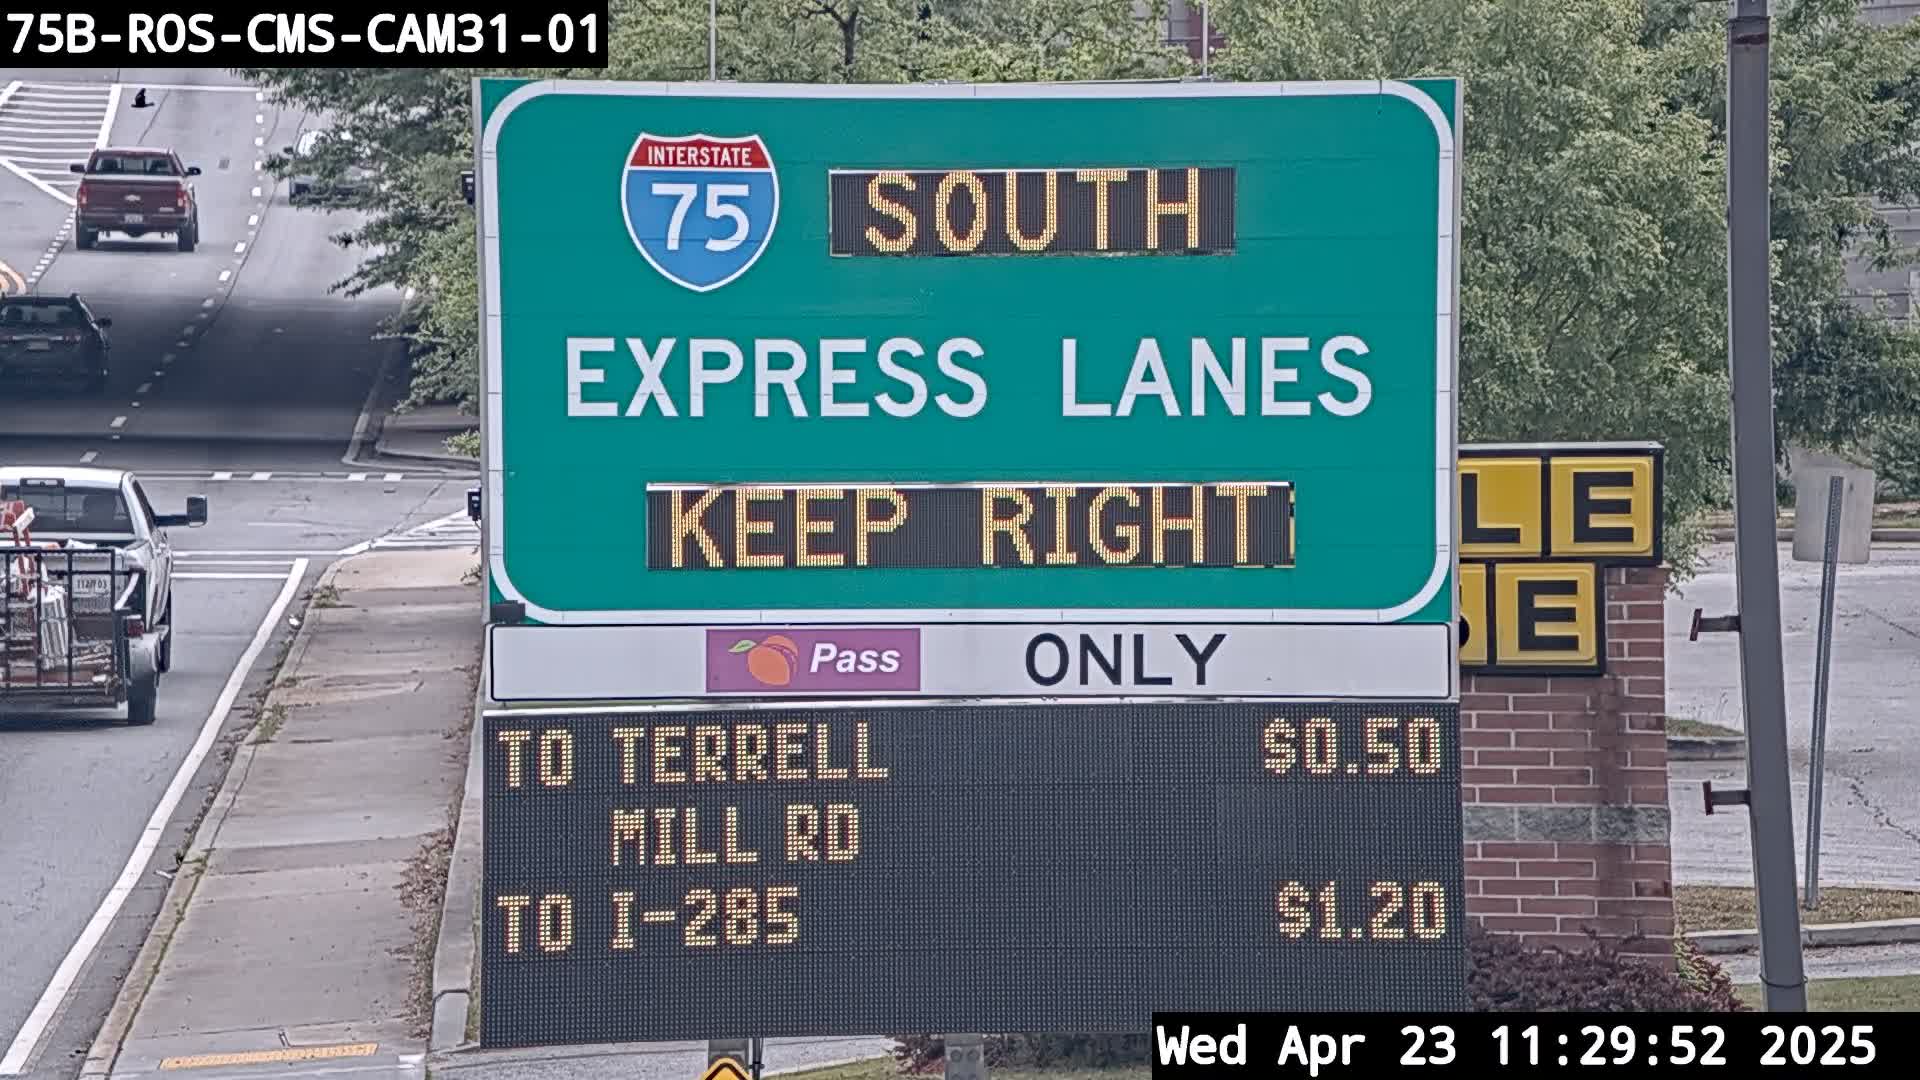 75B-ROS-CMS-CAM31-01
INTERSTATE
75
SOUTH
EXPRESS LANES
KEEP RIGHT
Pass ONLY
TO TERRELL $0.50
MILL RD
TO I-285 $1.20
LE
E
Wed Apr 23 11:29:52 2025